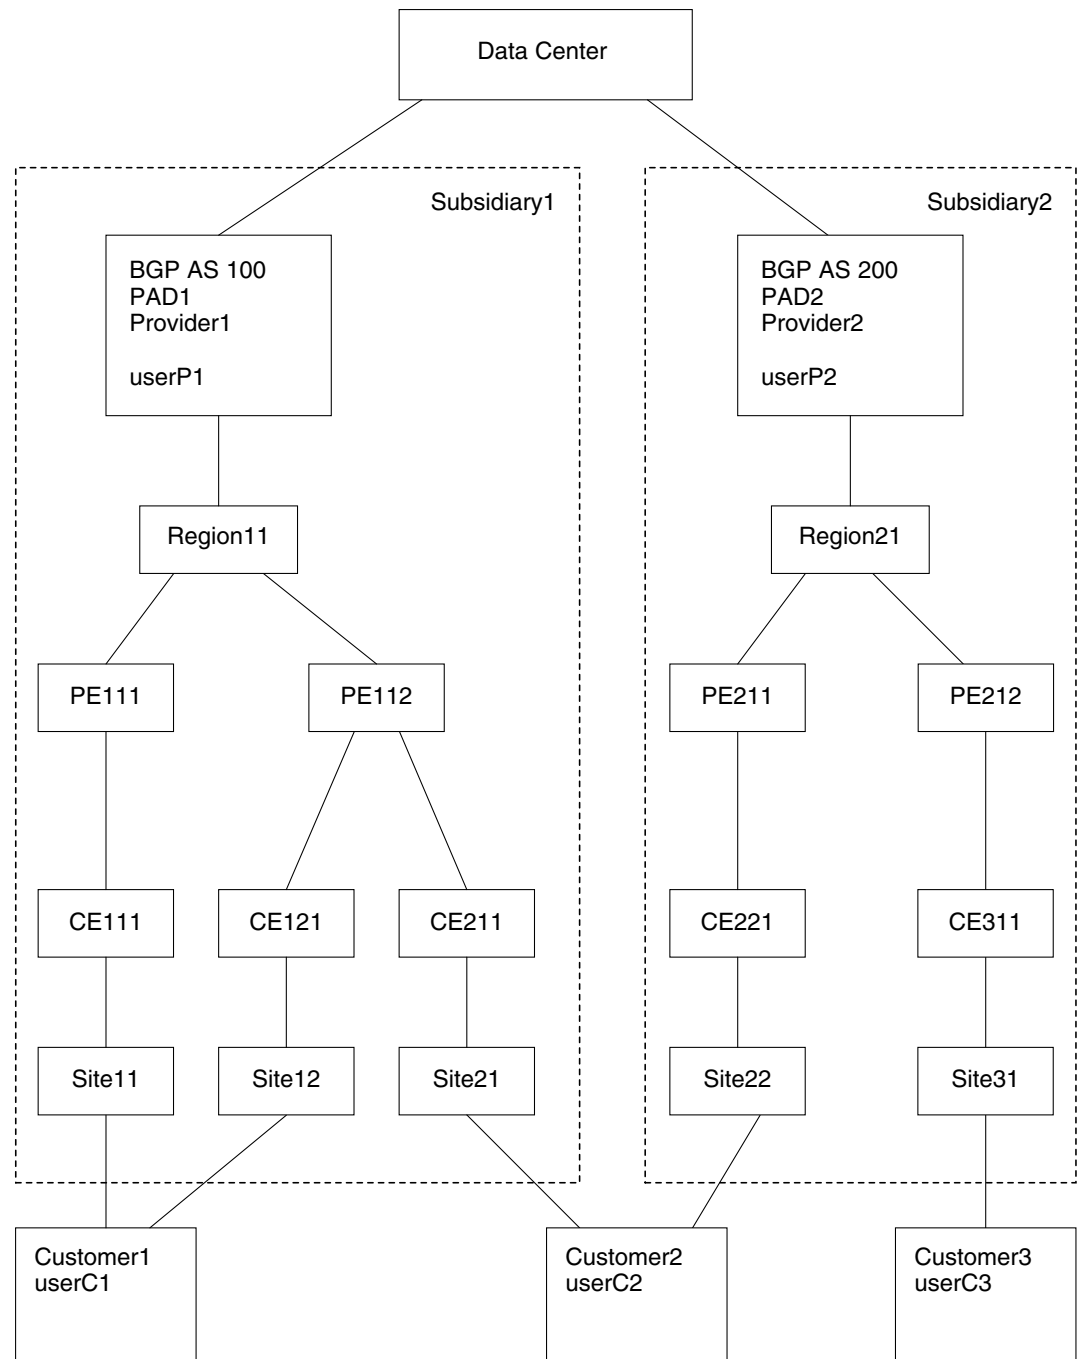 Data Center
Subsidiary1
Subsidiary2
BGP AS 100
PAD1
Provider1
userP1
BGP AS 200
PAD2
Provider2
userP2
Region11
Region21
PE111
PE112
PE211
PE212
CE111
CE121
CE211
CE221
CE311
Site11
Site12
Site21
Site22
Site31
Customer1
userC1
Customer2
userC2
Customer3
userC3